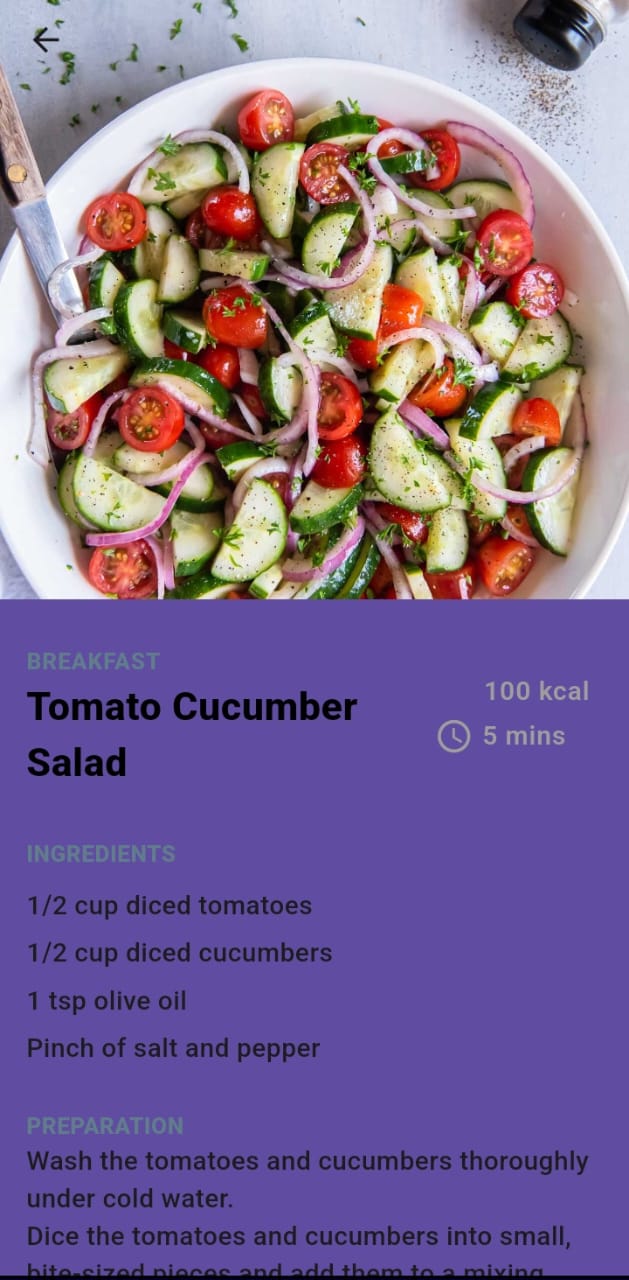 BREAKFAST
Tomato Cucumber
Salad
100 kcal
5 mins
INGREDIENTS
1/2 cup diced tomatoes
1/2 cup diced cucumbers
1 tsp olive oil
Pinch of salt and pepper
PREPARATION
Wash the tomatoes and cucumbers thoroughly
under cold water.
Dice the tomatoes and cucumbers into small,
bite-sized pieces and add them to a mixing